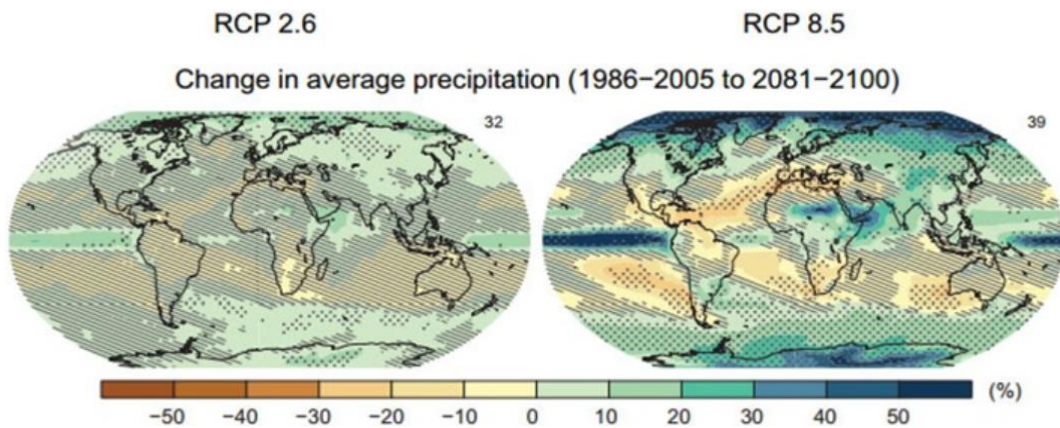 RCP 2.6 RCP 8.5
Change in average precipitation (1986−2005 to 2081−2100)
32 39
−50 −40 −30 −20 −10 0 10 20 30 40 50 (%)